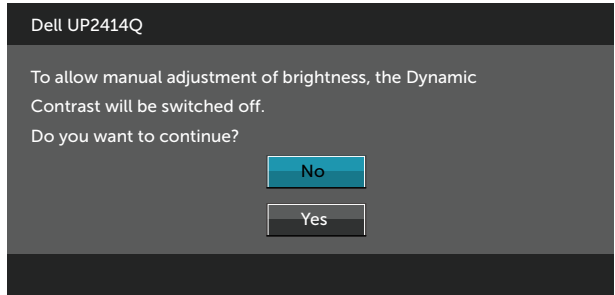 Dell UP2414Q
To allow manual adjustment of brightness, the Dynamic
Contrast will be switched off.
Do you want to continue?
No
Yes